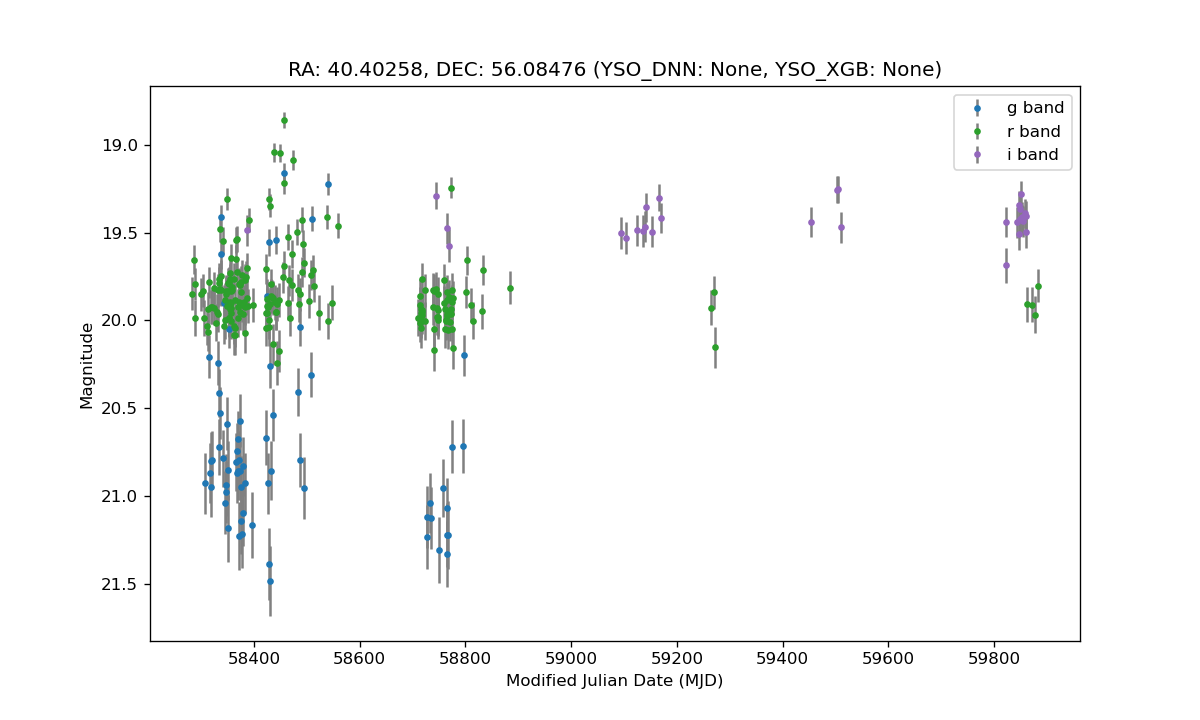 RA: 40.40258, DEC: 56.08476 (YSO_DNN: None, YSO_XGB: None)
g band
r band
i band
19.0
19.5
20.0
20.5
21.0
21.5
Magnitude
58400
58600
58800
59000
59200
59400
59600
59800
Modified Julian Date (MJD)